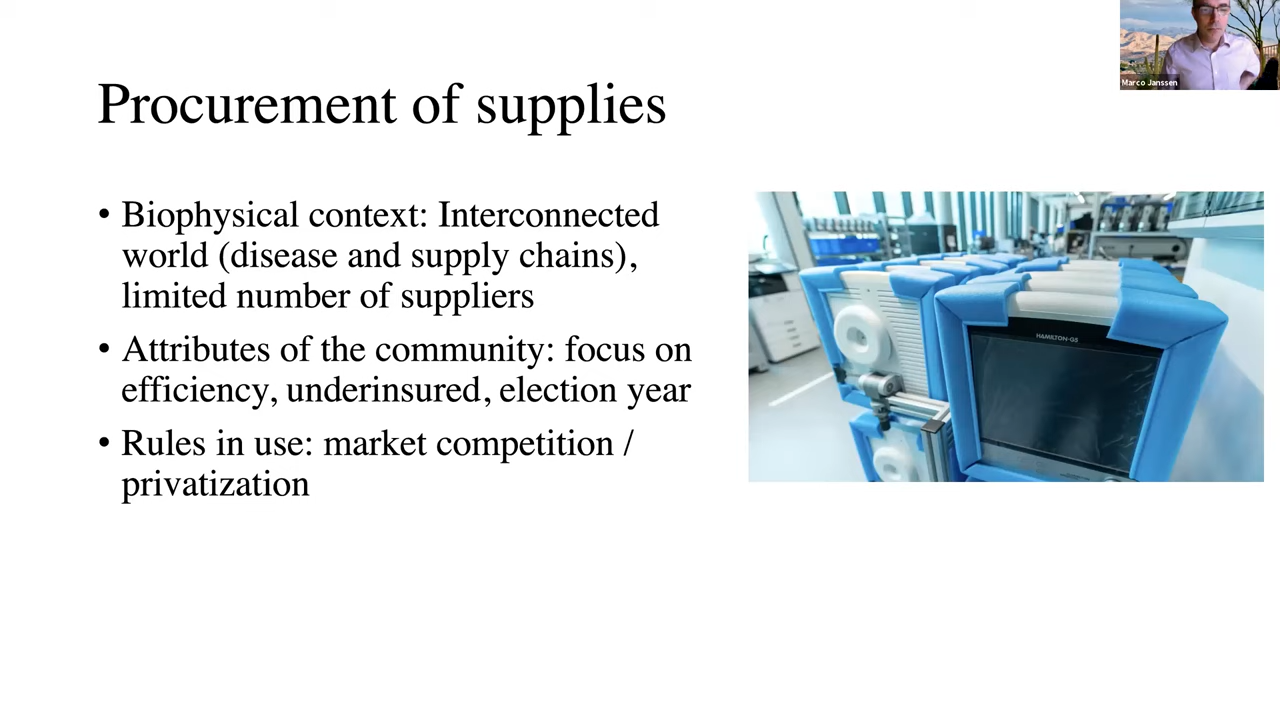 Marco Janssen
Procurement of supplies
• Biophysical context: Interconnected
world (disease and supply chains),
limited number of suppliers
• Attributes of the community: focus on
efficiency, underinsured, election year
• Rules in use: market competition /
privatization
HAMILTON-G5